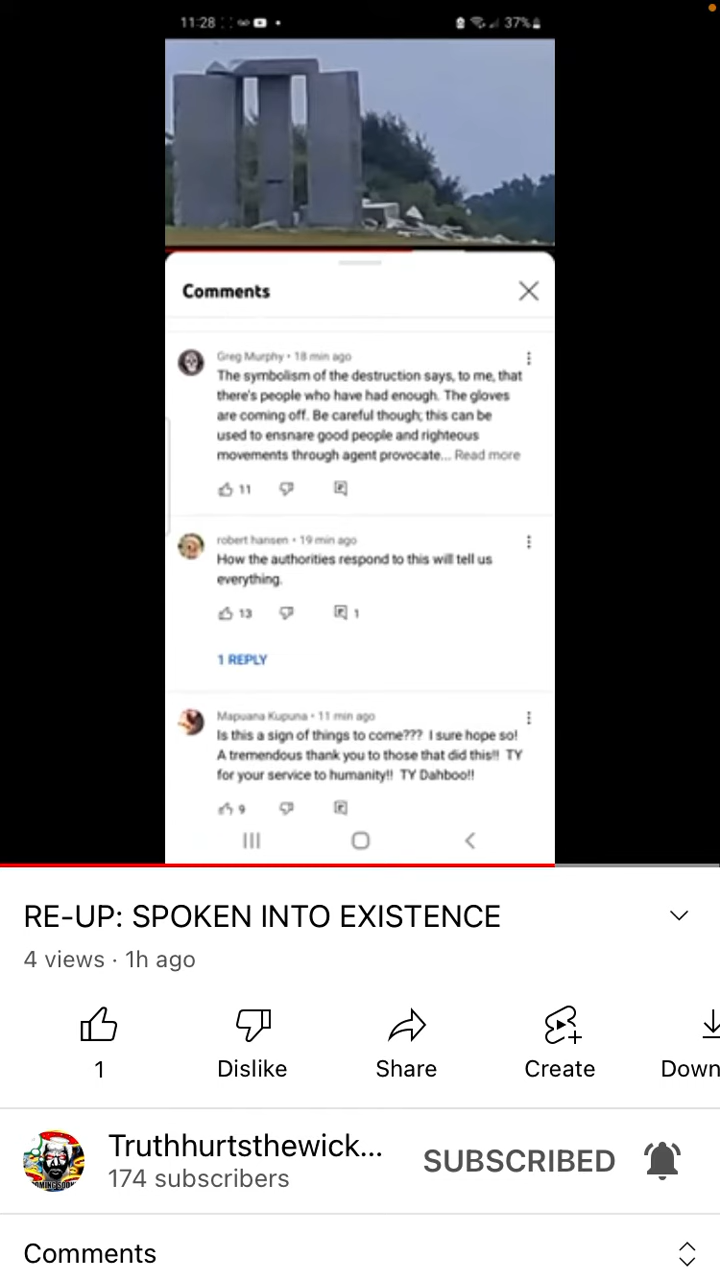 11:28
37%
Comments
Greg Murphy • 18 min ago
The symbolism of the destruction says, to me, that
there's people who have had enough. The gloves
are coming off. Be careful though; this can be
used to ensnare good people and righteous
movements through agent provocate... Read more
11
robert hansen • 19 min ago
How the authorities respond to this will tell us
everything.
13
1
1 REPLY
Mapuana Kupuna • 11 min ago
Is this a sign of things to come??? I sure hope so!
A tremendous thank you to those that did this!! TY
for your service to humanity!! TY Dahboo!!
9
RE-UP: SPOKEN INTO EXISTENCE
4 views · 1h ago
1
Dislike
Share
Create
Down
Truthhurtsthewick...
SUBSCRIBED
174 subscribers
Comments